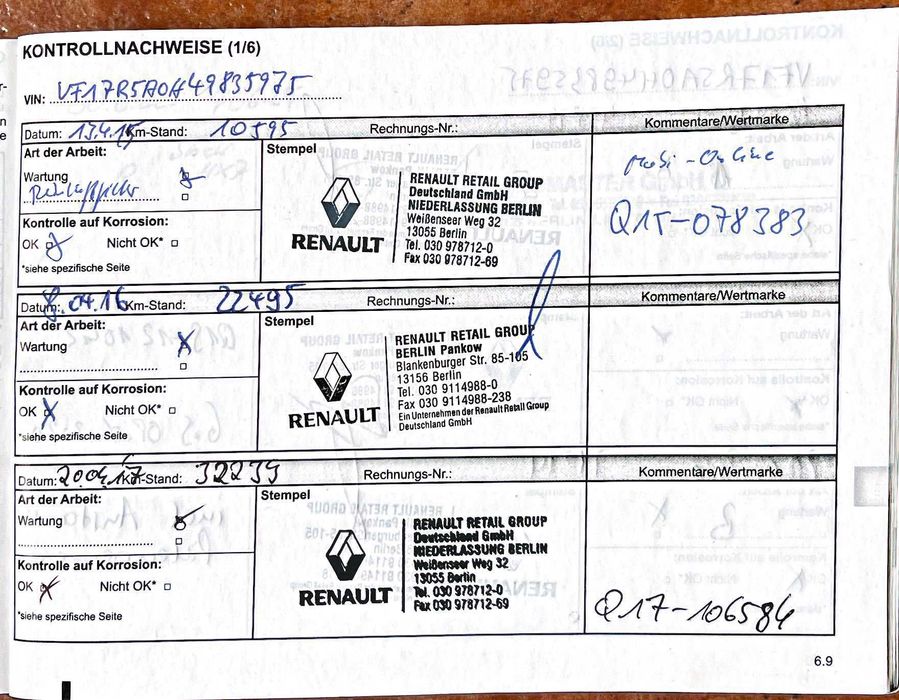 KONTROLLNACHWEISE (1/6)
VIN: VF17R5A0H49835975
Datum: 13.4.15 Km-Stand: 10595 Rechnungs-Nr.: Kommentare/Wertmarke
Art der Arbeit: Stempel
Wartung
Kontrolle auf Korrosion:
OK Nicht OK*
*siehe spezifische Seite
RENAULT
RENAULT RETAIL GROUP
Deutschland GmbH
NIEDERLASSUNG BERLIN
Weißenseer Weg 32
13055 Berlin
Tel. 030 978712-0
Fax 030 978712-69
Q15-078383
Datum: 8.04.16 Km-Stand: 22495 Rechnungs-Nr.: Kommentare/Wertmarke
Art der Arbeit: Stempel
Wartung
Kontrolle auf Korrosion:
OK Nicht OK*
*siehe spezifische Seite
RENAULT
RENAULT RETAIL GROUP
BERLIN Pankow
Blankenburger Str. 85-105
13156 Berlin
Tel. 030 9114988-0
Fax 030 9114988-238
Ein Unternehmen der Renault Retail Group
Deutschland GmbH
Datum: 20.04.17 Km-Stand: 32239 Rechnungs-Nr.: Kommentare/Wertmarke
Art der Arbeit: Stempel
Wartung
Kontrolle auf Korrosion:
OK Nicht OK*
*siehe spezifische Seite
RENAULT
RENAULT RETAIL GROUP
Deutschland GmbH
NIEDERLASSUNG BERLIN
Weißenseer Weg 32
13055 Berlin
Tel. 030 978712-0
Fax 030 978712-69
Q17-106584
6.9